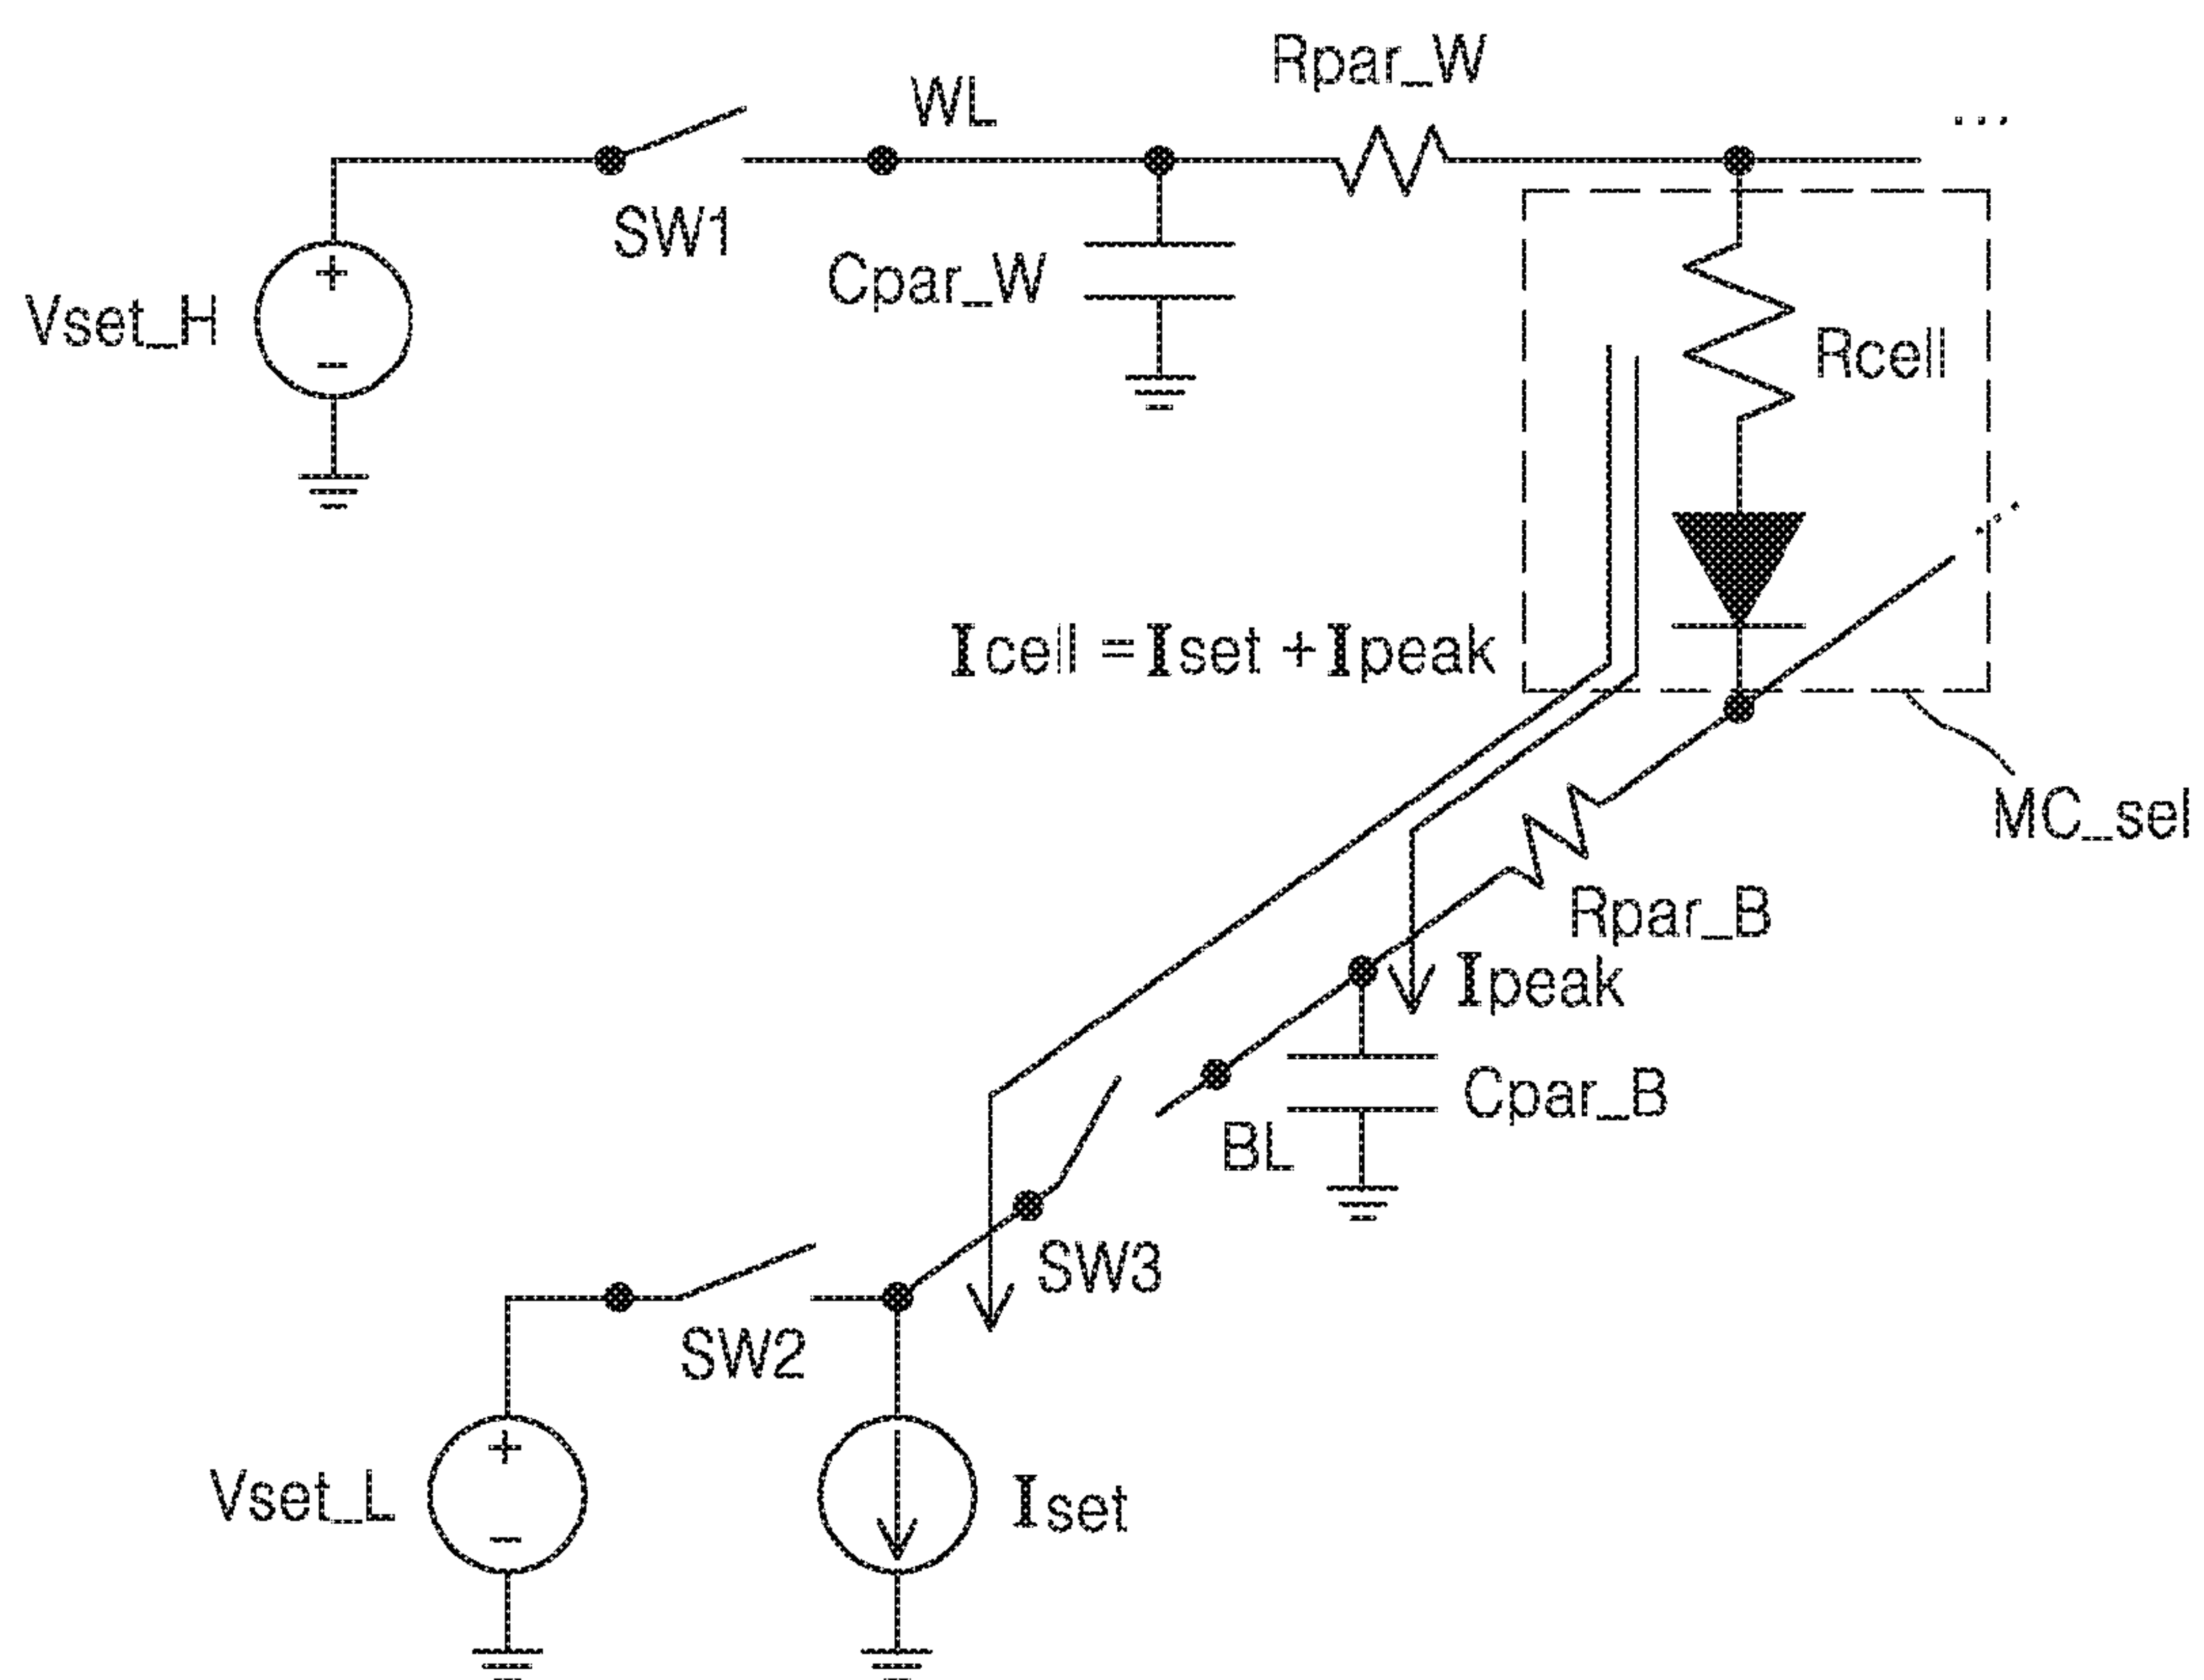 Rpar_W
WL
...
SW1
Cpar_W
Vset_H
+
-
Rcell
Icell = Iset + Ipeak
MC_sel
Rpar_B
Ipeak
Cpar_B
BL
SW3
SW2
Vset_L
+
-
Iset